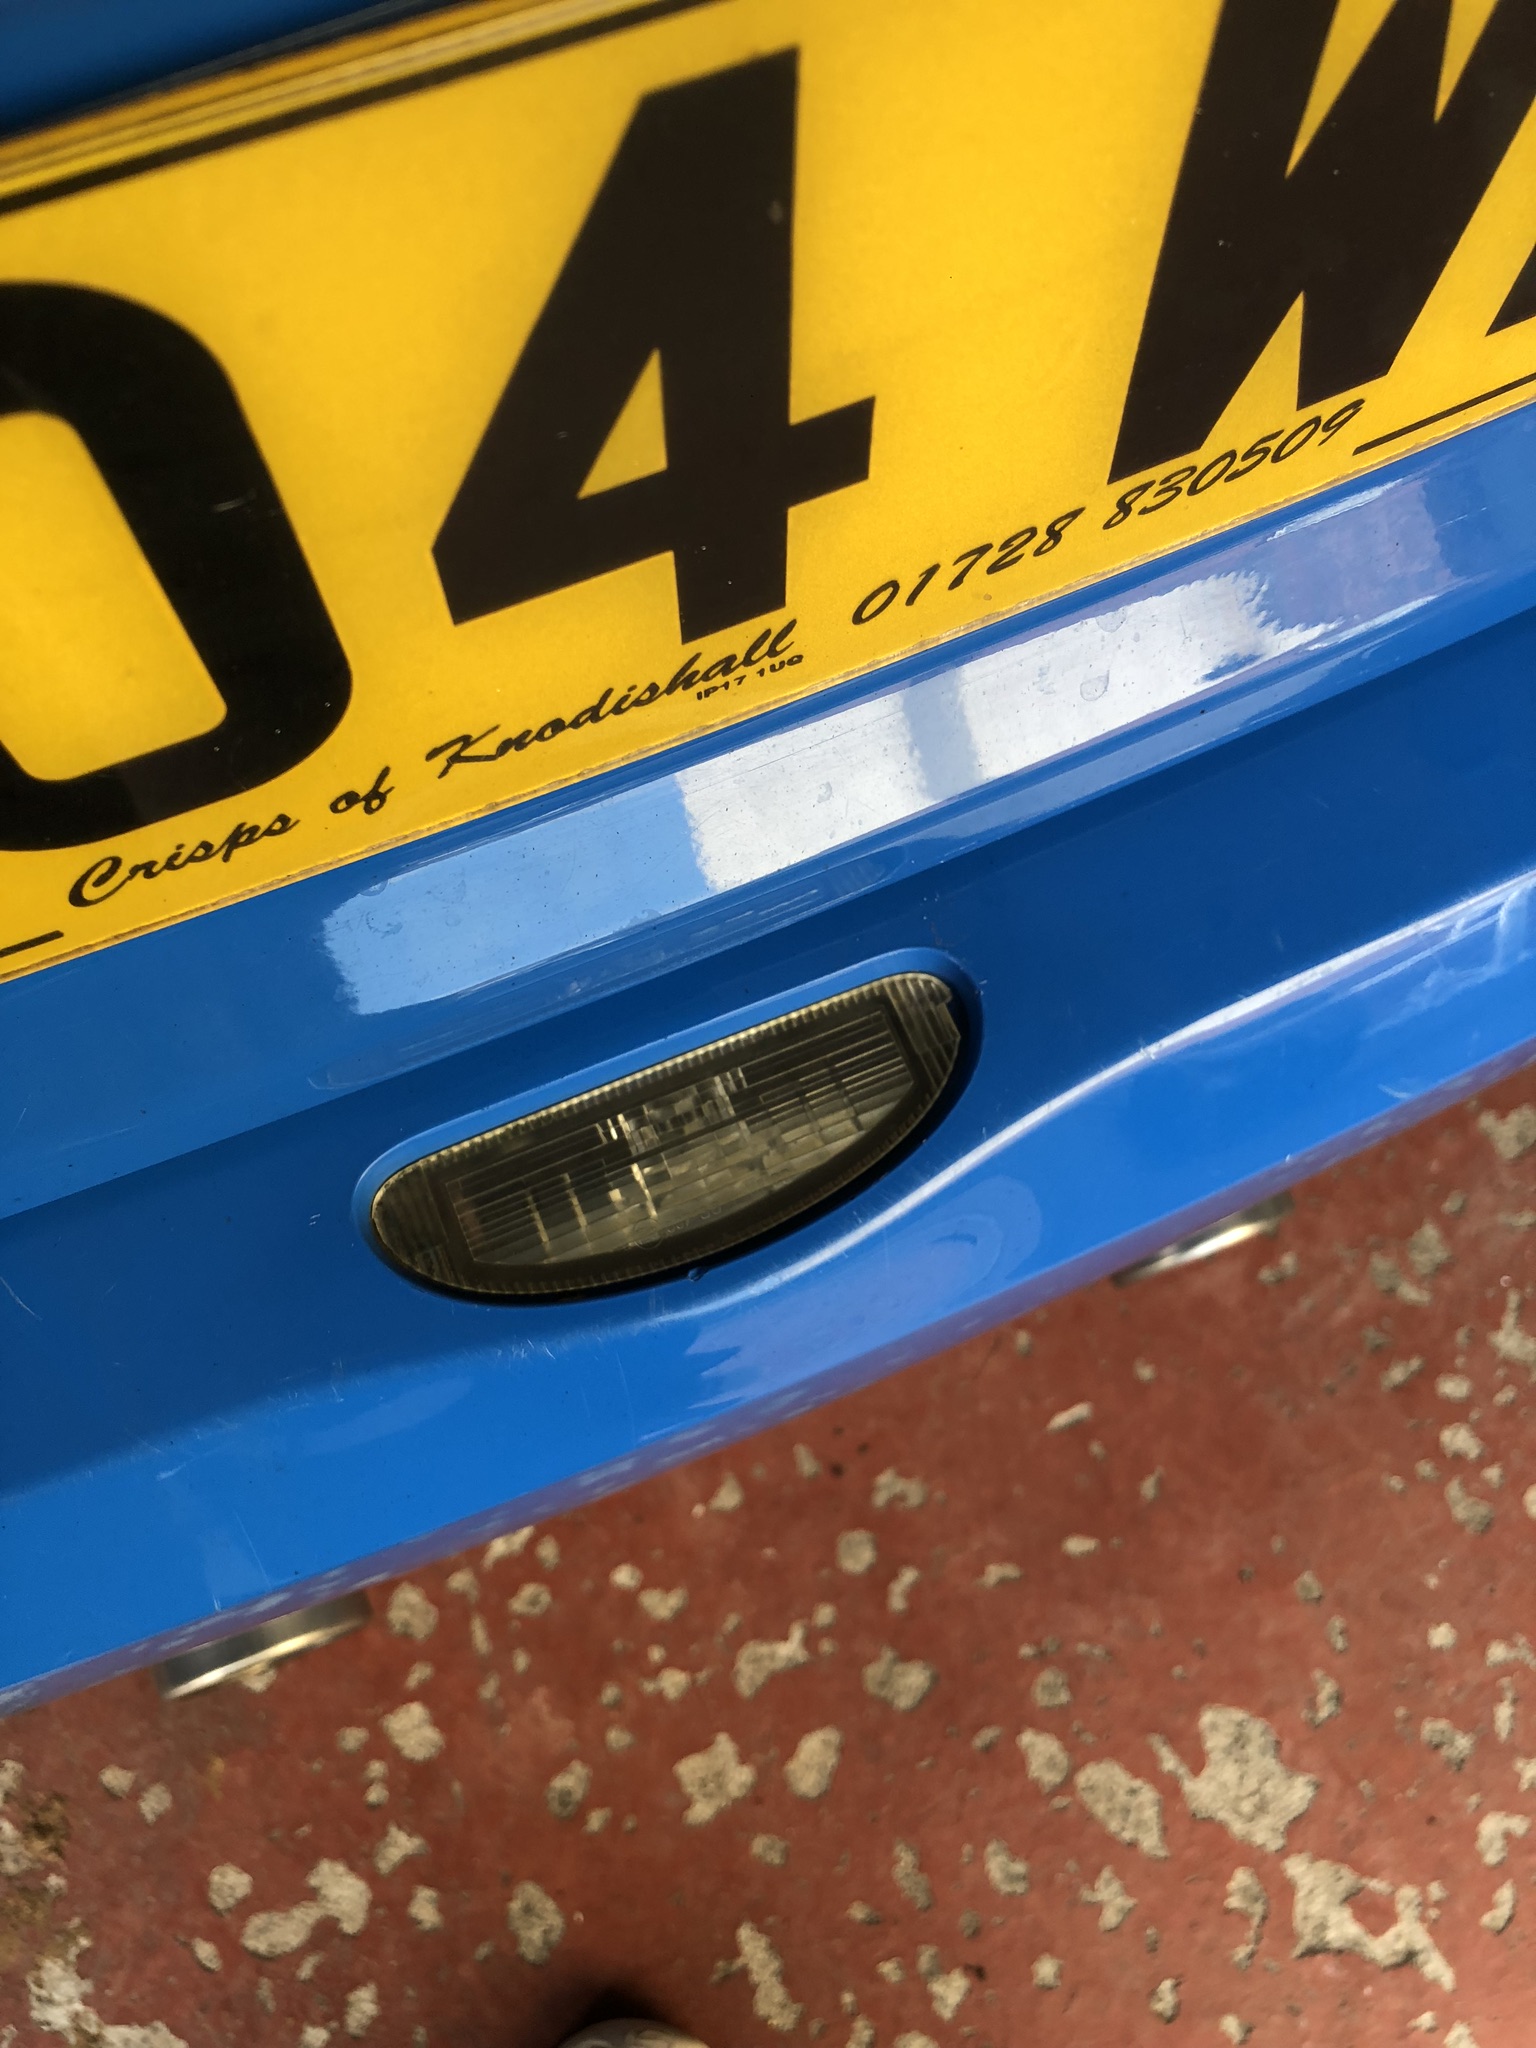 04 W
Crisps of Knodishall 01728 830509
IP17 1UQ